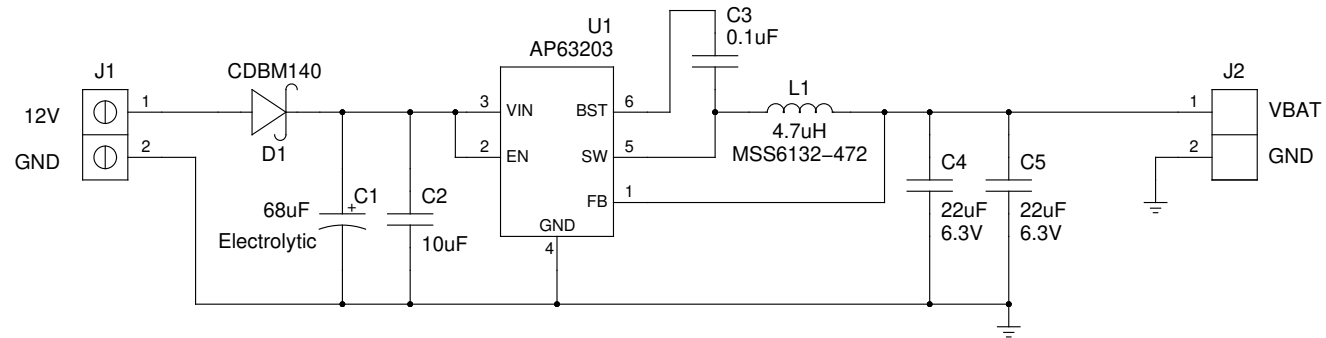 J1
12V
1
GND
2
CDBM140
D1
68uF
+
C1
Electrolytic
C2
10uF
U1
AP63203
3
VIN
2
EN
BST
6
SW
5
FB
1
GND
4
C3
0.1uF
L1
4.7uH
MSS6132−472
C4
22uF
6.3V
C5
22uF
6.3V
J2
1
VBAT
2
GND